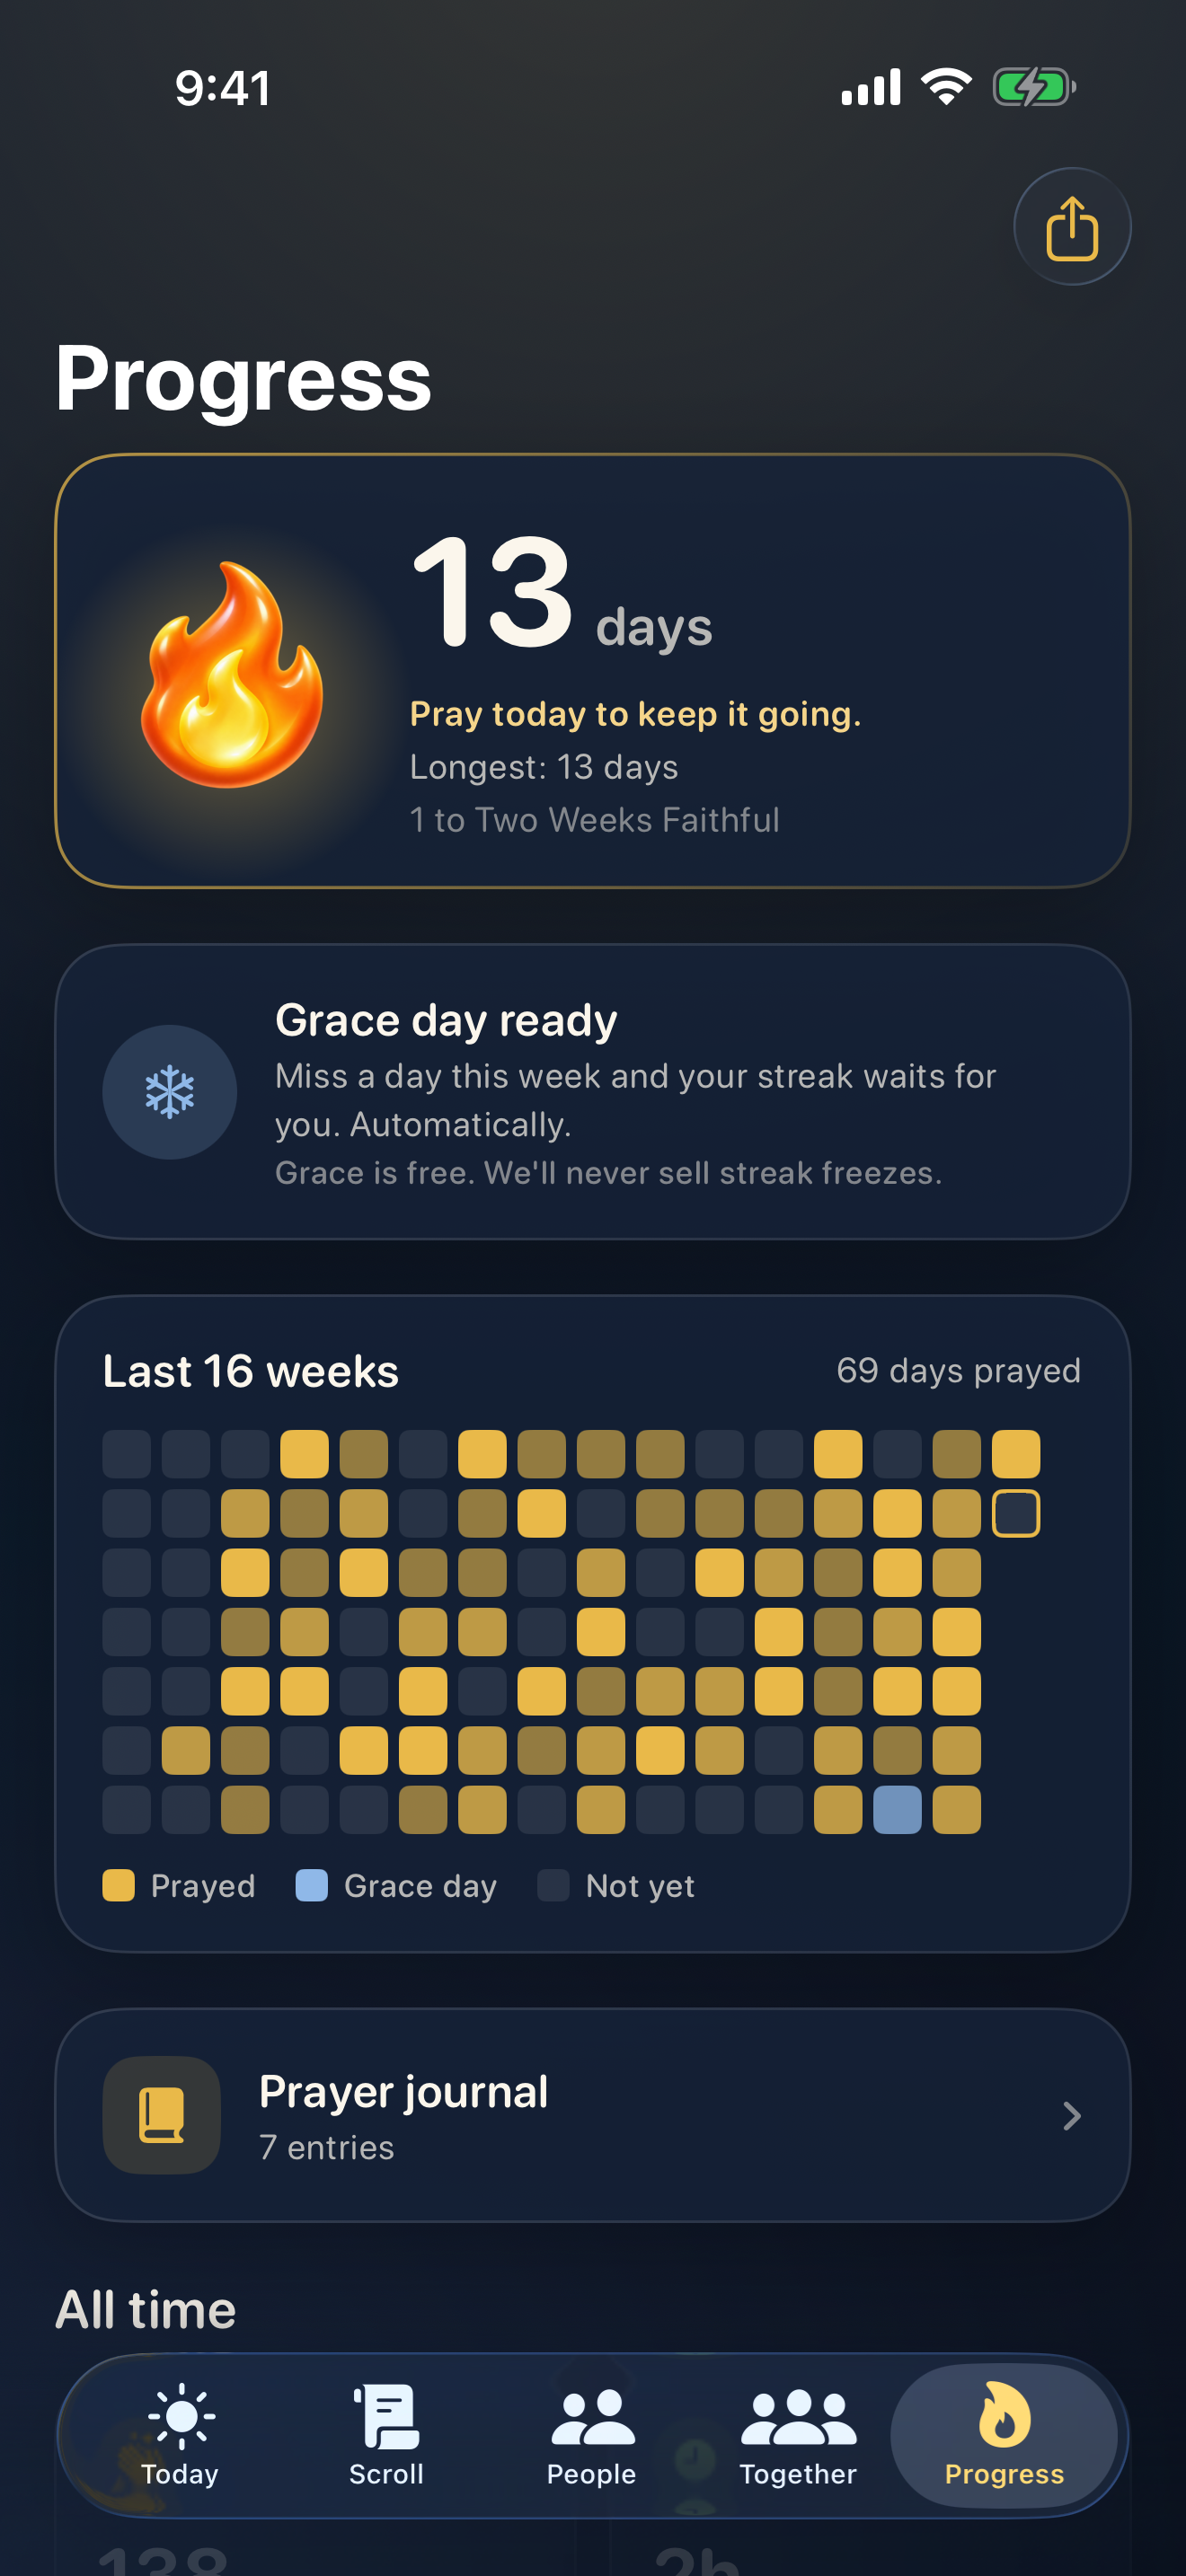 9:41
Progress
13 days
Pray today to keep it going.
Longest: 13 days
1 to Two Weeks Faithful
Grace day ready
Miss a day this week and your streak waits for
you. Automatically.
Grace is free. We'll never sell streak freezes.
Last 16 weeks
69 days prayed
Prayed
Grace day
Not yet
Prayer journal
7 entries
All time
Today
Scroll
People
Together
Progress
138
2h